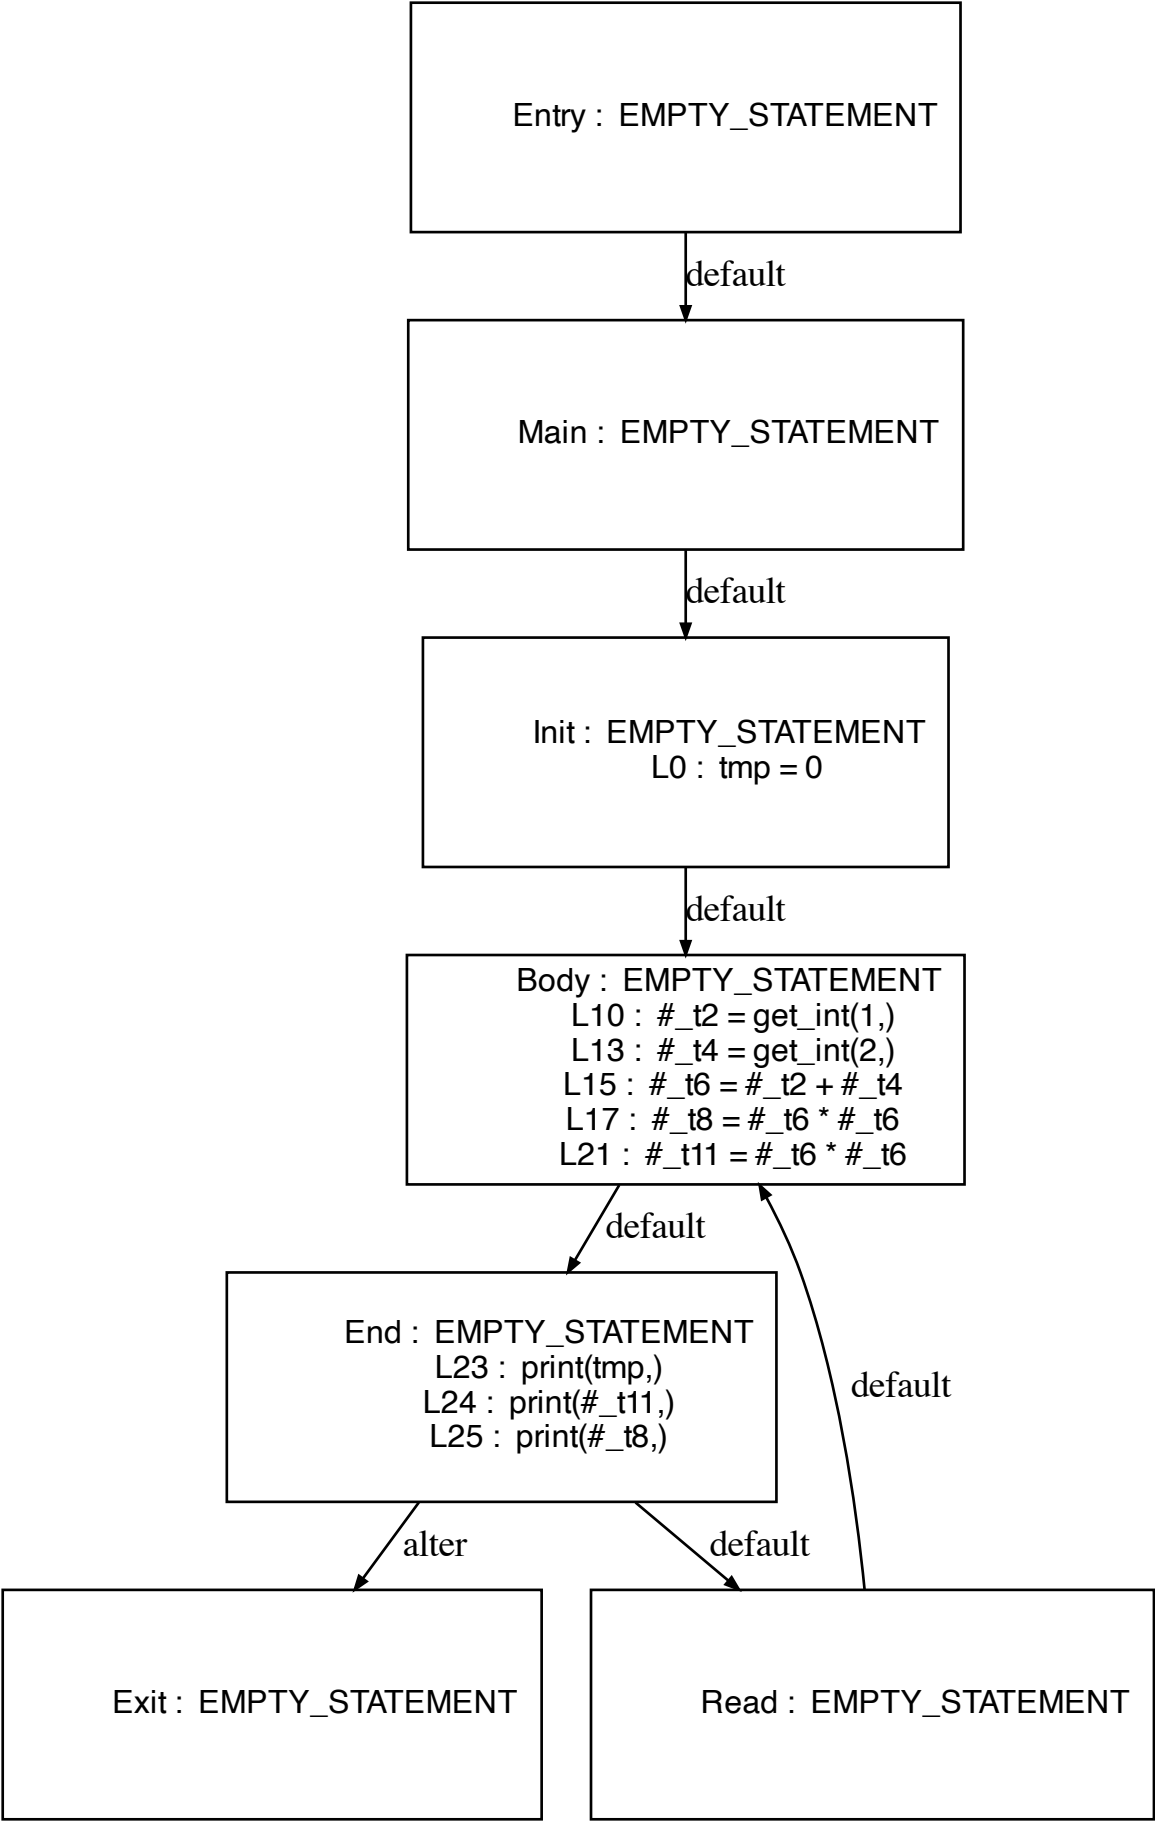 Entry : EMPTY_STATEMENT
default
Main : EMPTY_STATEMENT
default
Init : EMPTY_STATEMENT
L0 : tmp = 0
default
Body : EMPTY_STATEMENT
L10 : #_t2 = get_int(1,)
L13 : #_t4 = get_int(2,)
L15 : #_t6 = #_t2 + #_t4
L17 : #_t8 = #_t6 * #_t6
L21 : #_t11 = #_t6 * #_t6
default
End : EMPTY_STATEMENT
L23 : print(tmp,)
L24 : print(#_t11,)
L25 : print(#_t8,)
default
alter
default
Exit : EMPTY_STATEMENT
Read : EMPTY_STATEMENT